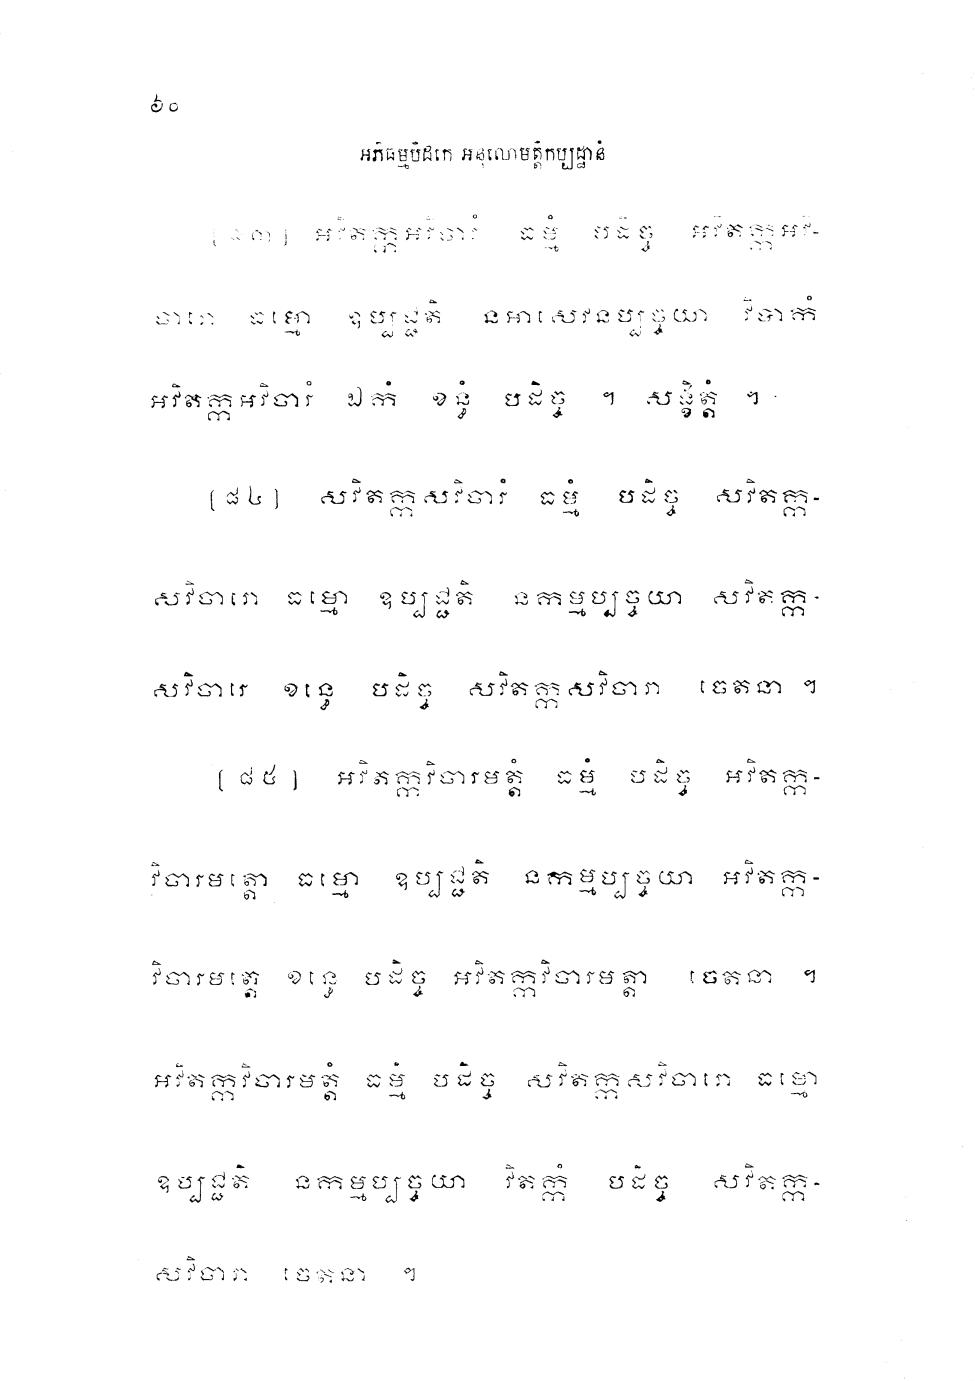 ៦០
អភិធម្មបិដកេ អនុលោមត្តិកប្បដ្ឋានំ
[៨៣] អវិតក្កអវិចារំ ធម្មំ បដិច្ច អវិតក្កអវិ-
ចារោ ធម្មោ ឧប្បជ្ជតិ នអាសេវនប្បច្ចយា វិបាកំ
អវិតក្កអវិចារំ ឯកំ ខន្ធំ បដិច្ច ។ សង្ខិត្តំ ។
[៨៤] សវិតក្កសវិចារំ ធម្មំ បដិច្ច សវិតក្ក-
សវិចារោ ធម្មោ ឧប្បជ្ជតិ នកម្មប្បច្ចយា សវិតក្ក-
សវិចារេ ខន្ធេ បដិច្ច សវិតក្កសវិចារា ចេតនា ។
[៨៥] អវិតក្កវិចារមត្តំ ធម្មំ បដិច្ច អវិតក្ក-
វិចារមត្តោ ធម្មោ ឧប្បជ្ជតិ នកម្មប្បច្ចយា អវិតក្ក-
វិចារមត្តេ ខន្ធេ បដិច្ច អវិតក្កវិចារមត្តា ចេតនា ។
អវិតក្កវិចារមត្តំ ធម្មំ បដិច្ច សវិតក្កសវិចារោ ធម្មោ
ឧប្បជ្ជតិ នកម្មប្បច្ចយា វិតក្កំ បដិច្ច សវិតក្ក-
សវិចារា ចេតនា ។